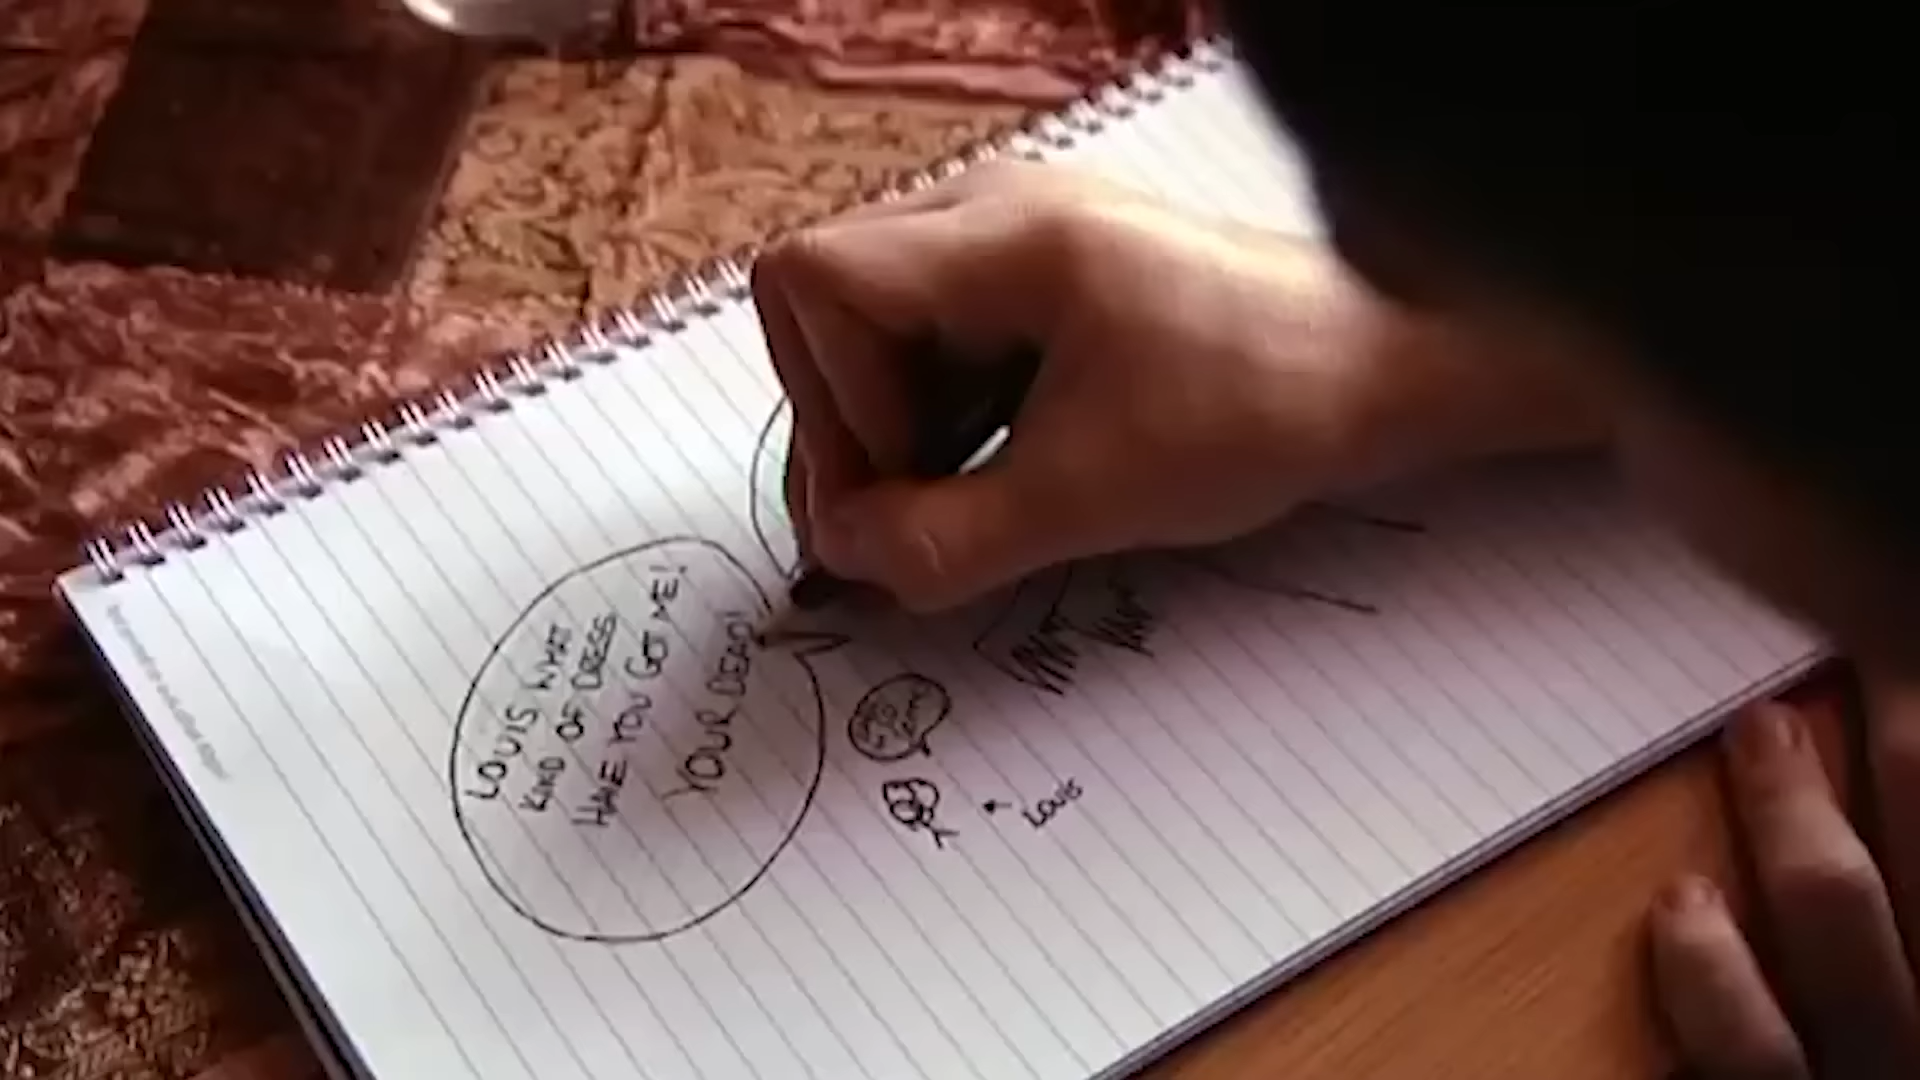 LOUIS WHAT
KIND OF DRESS
HAVE YOU GOT ME!
YOUR DEAD!
LOUIS